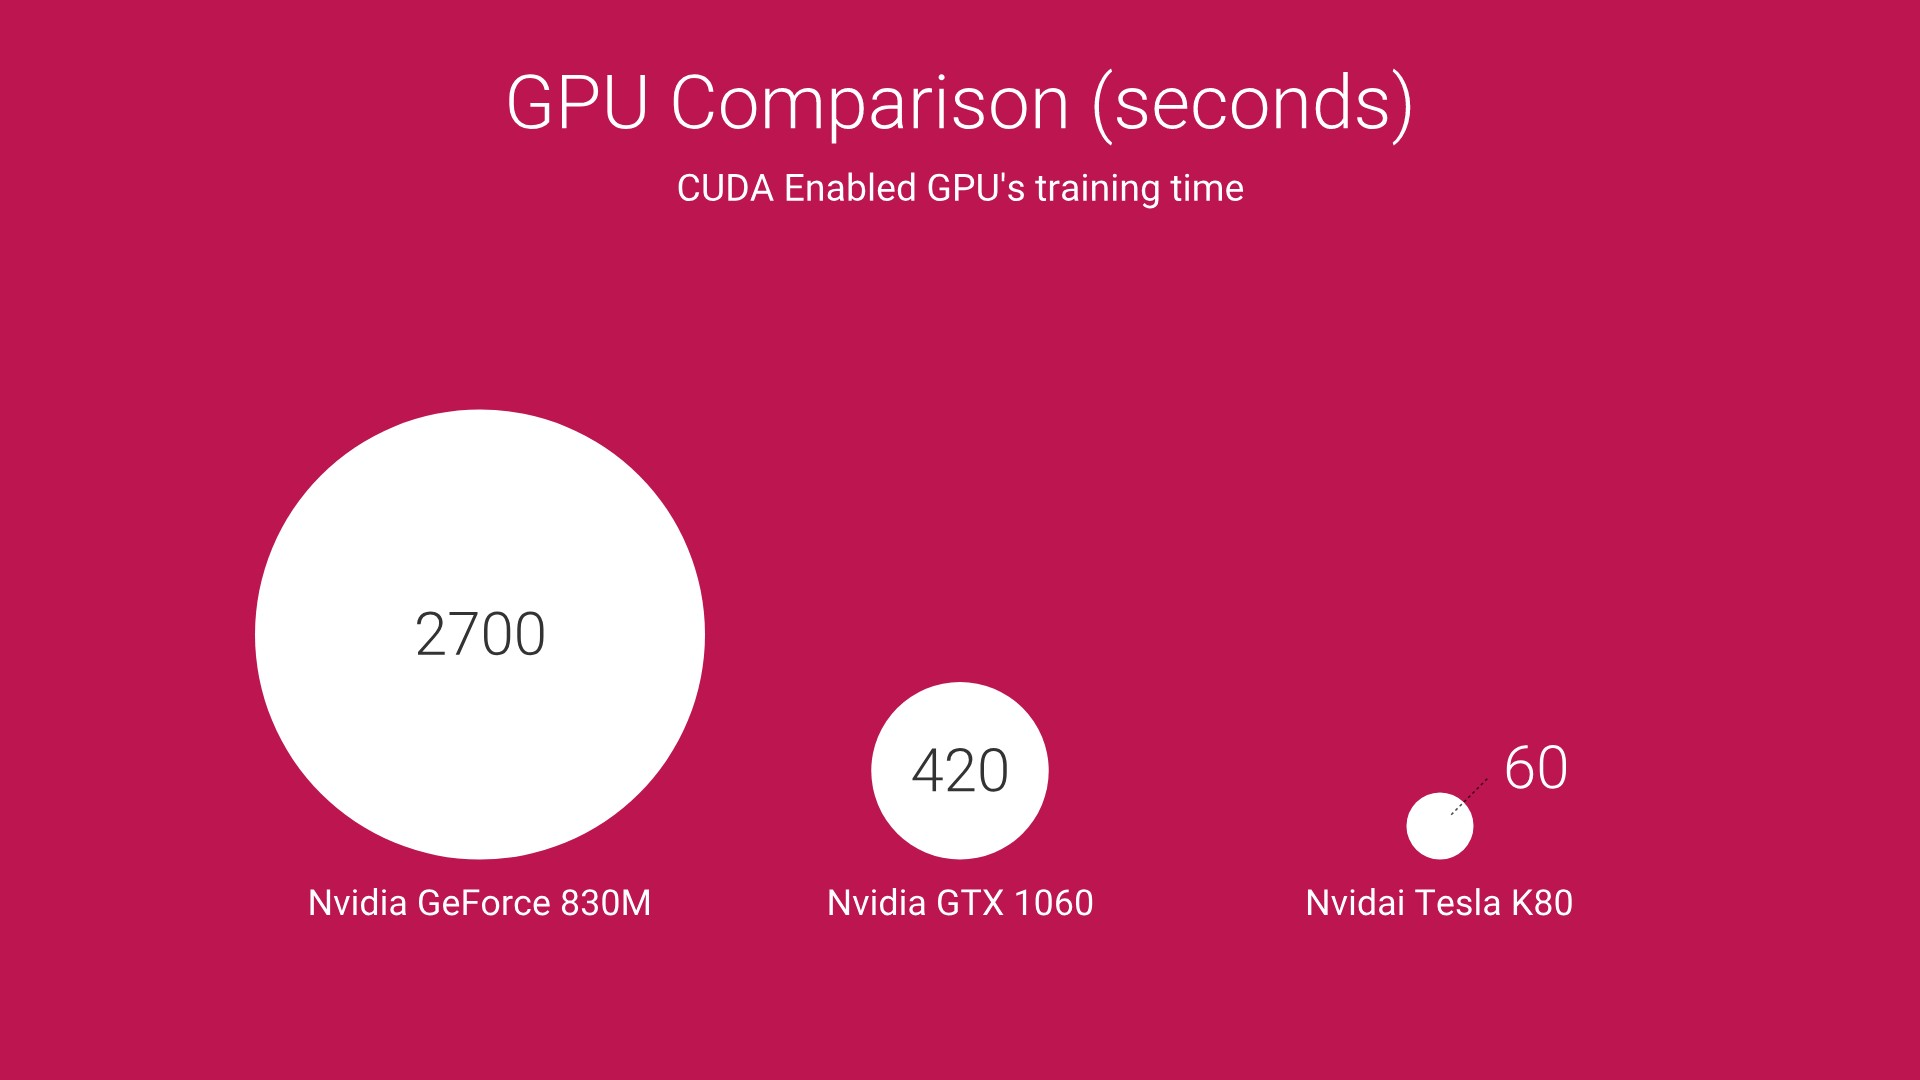 GPU Comparison (seconds)
CUDA Enabled GPU's training time
2700
420
60
Nvidia GeForce 830M
Nvidia GTX 1060
Nvidai Tesla K80